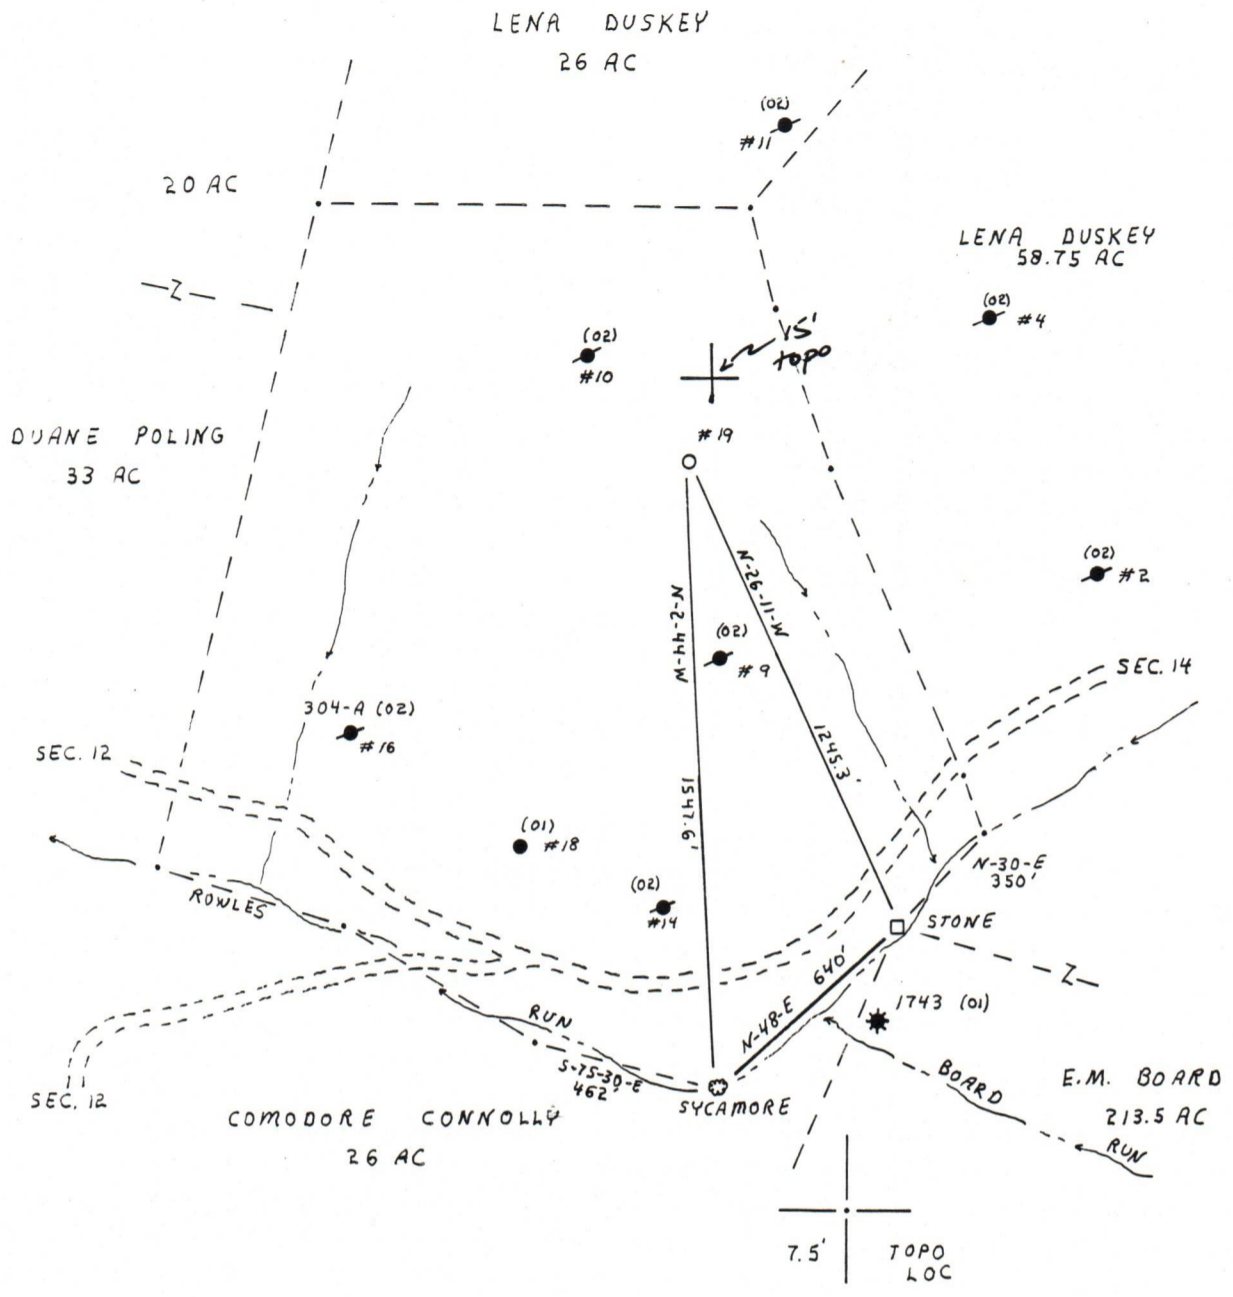 LENA DUSKEY
26 AC
(02)
#11
20 AC
LENA DUSKEY
58.75 AC
Z
(02)
#4
15'
topo
(02)
#10
#19
DUANE POLING
33 AC
N-26-11-W
1245.3'
N-2-44-W
1547.6'
(02)
#2
(02)
#9
SEC. 14
304-A (02)
#16
SEC. 12
(01)
#18
(02)
#14
N-30-E
350'
ROWLES
STONE
Z
640'
N-48-E
1743 (01)
RUN
S-75-30-E
462'
BOARD
E.M. BOARD
213.5 AC
SEC. 12
SYCAMORE
COMODORE CONNOLLY
26 AC
RUN
7.5' TOPO
LOC